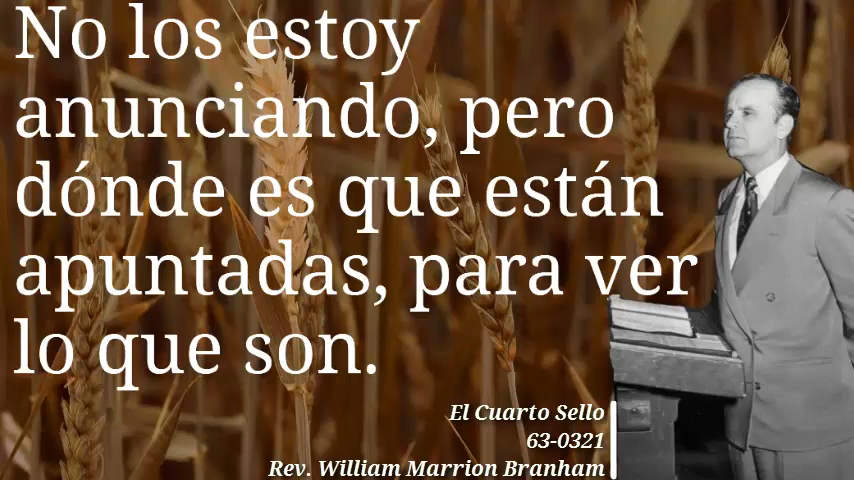 No los estoy
anunciando, pero
dónde es que están
apuntadas, para ver
lo que son.
El Cuarto Sello
63-0321
Rev. William Marrion Branham